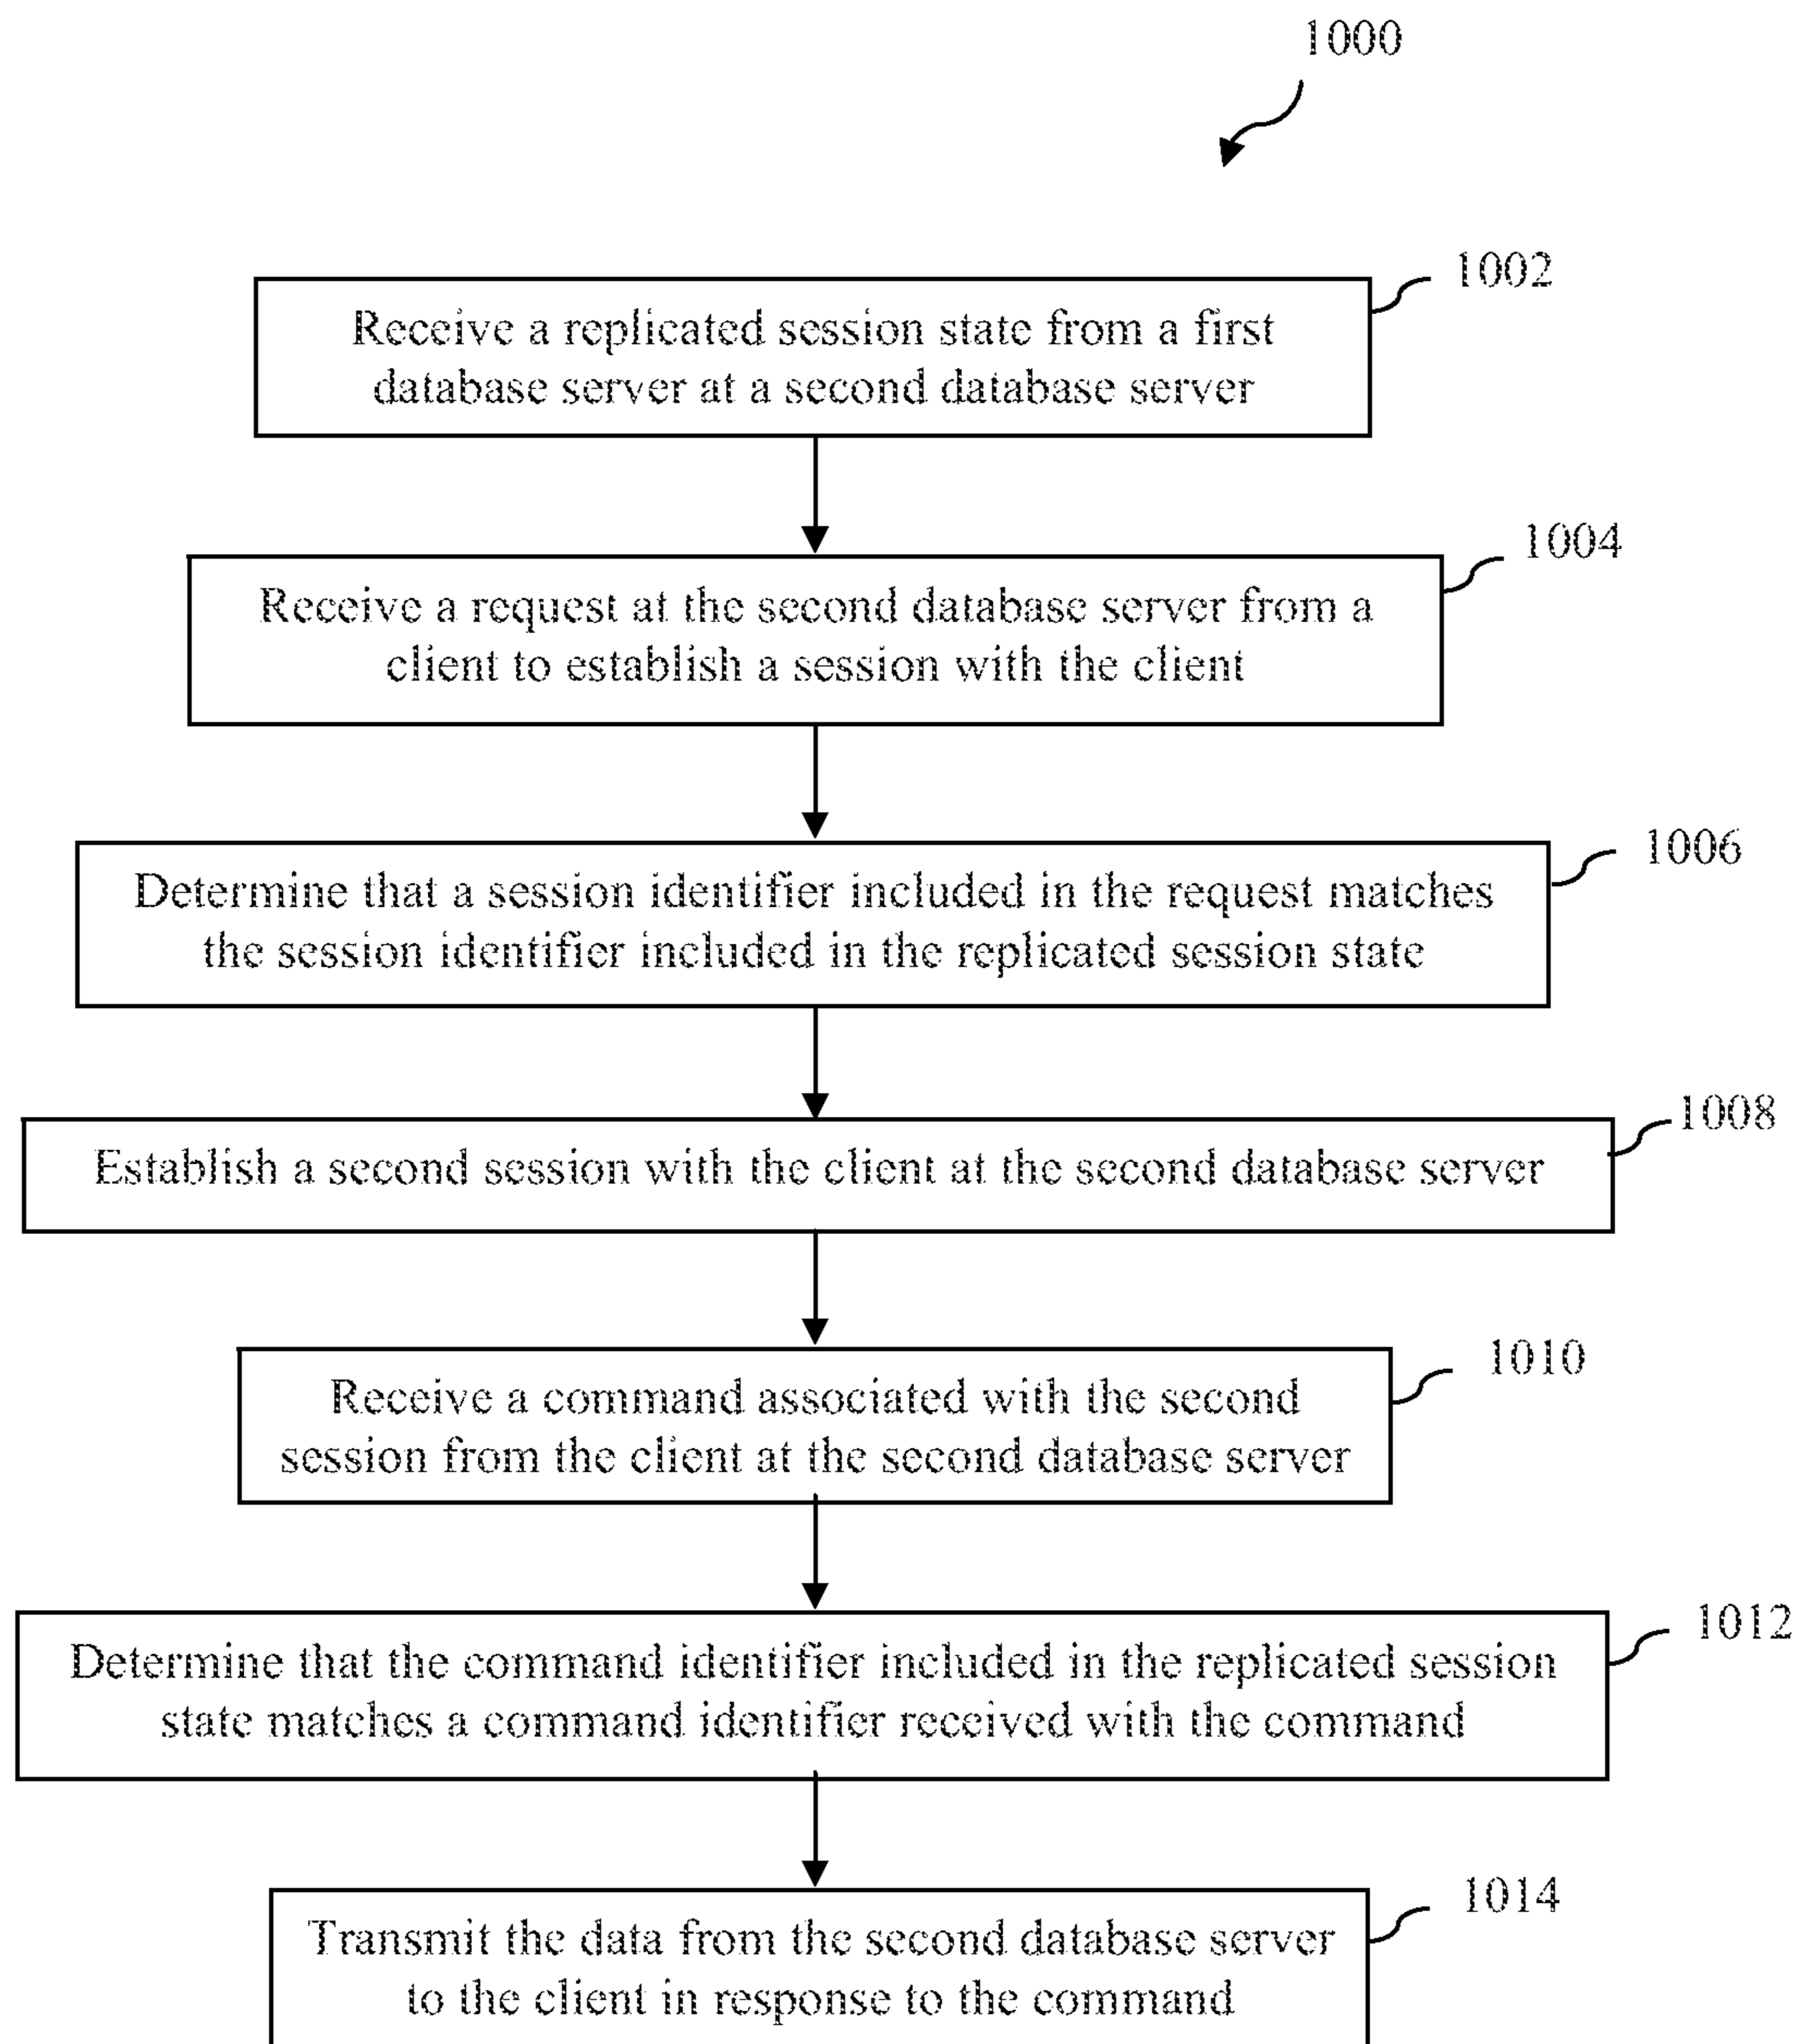 1000
1002
Receive a replicated session state from a first
database server at a second database server
1004
Receive a request at the second database server from a
client to establish a session with the client
1006
Determine that a session identifier included in the request matches
the session identifier included in the replicated session state
1008
Establish a second session with the client at the second database server
1010
Receive a command associated with the second
session from the client at the second database server
1012
Determine that the command identifier included in the replicated session
state matches a command identifier received with the command
1014
Transmit the data from the second database server
to the client in response to the command